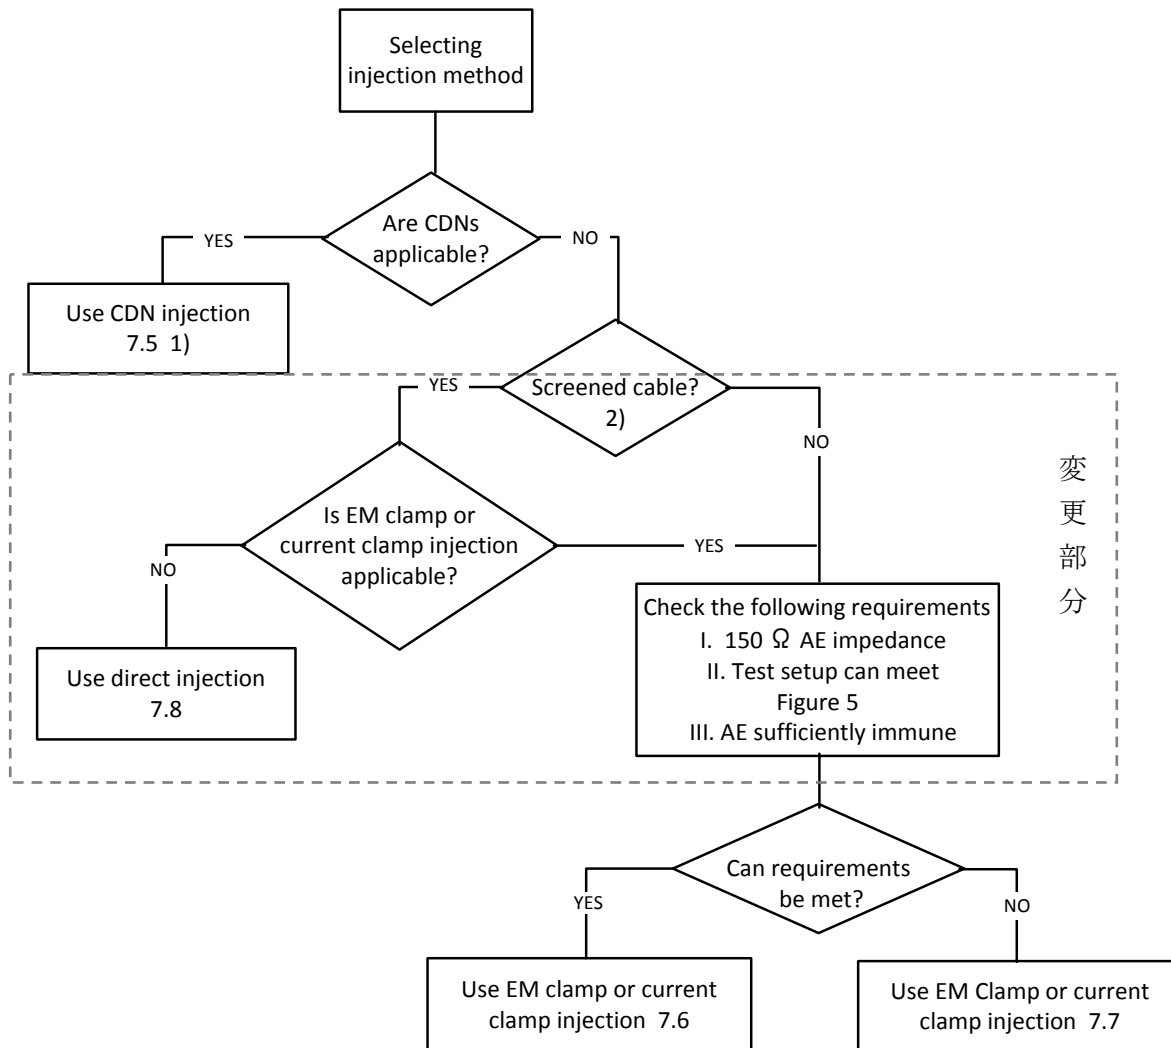 Selecting
injection method
Are CDNs
applicable?
YES
NO
Use CDN injection
7.5 1)
Screened cable?
2)
YES
NO
変更部分
Is EM clamp or
current clamp injection
applicable?
YES
NO
Check the following requirements
I. 150 Ω AE impedance
II. Test setup can meet
Figure 5
III. AE sufficiently immune
Use direct injection
7.8
Can requirements
be met?
YES
NO
Use EM clamp or current
clamp injection 7.6
Use EM Clamp or current
clamp injection 7.7